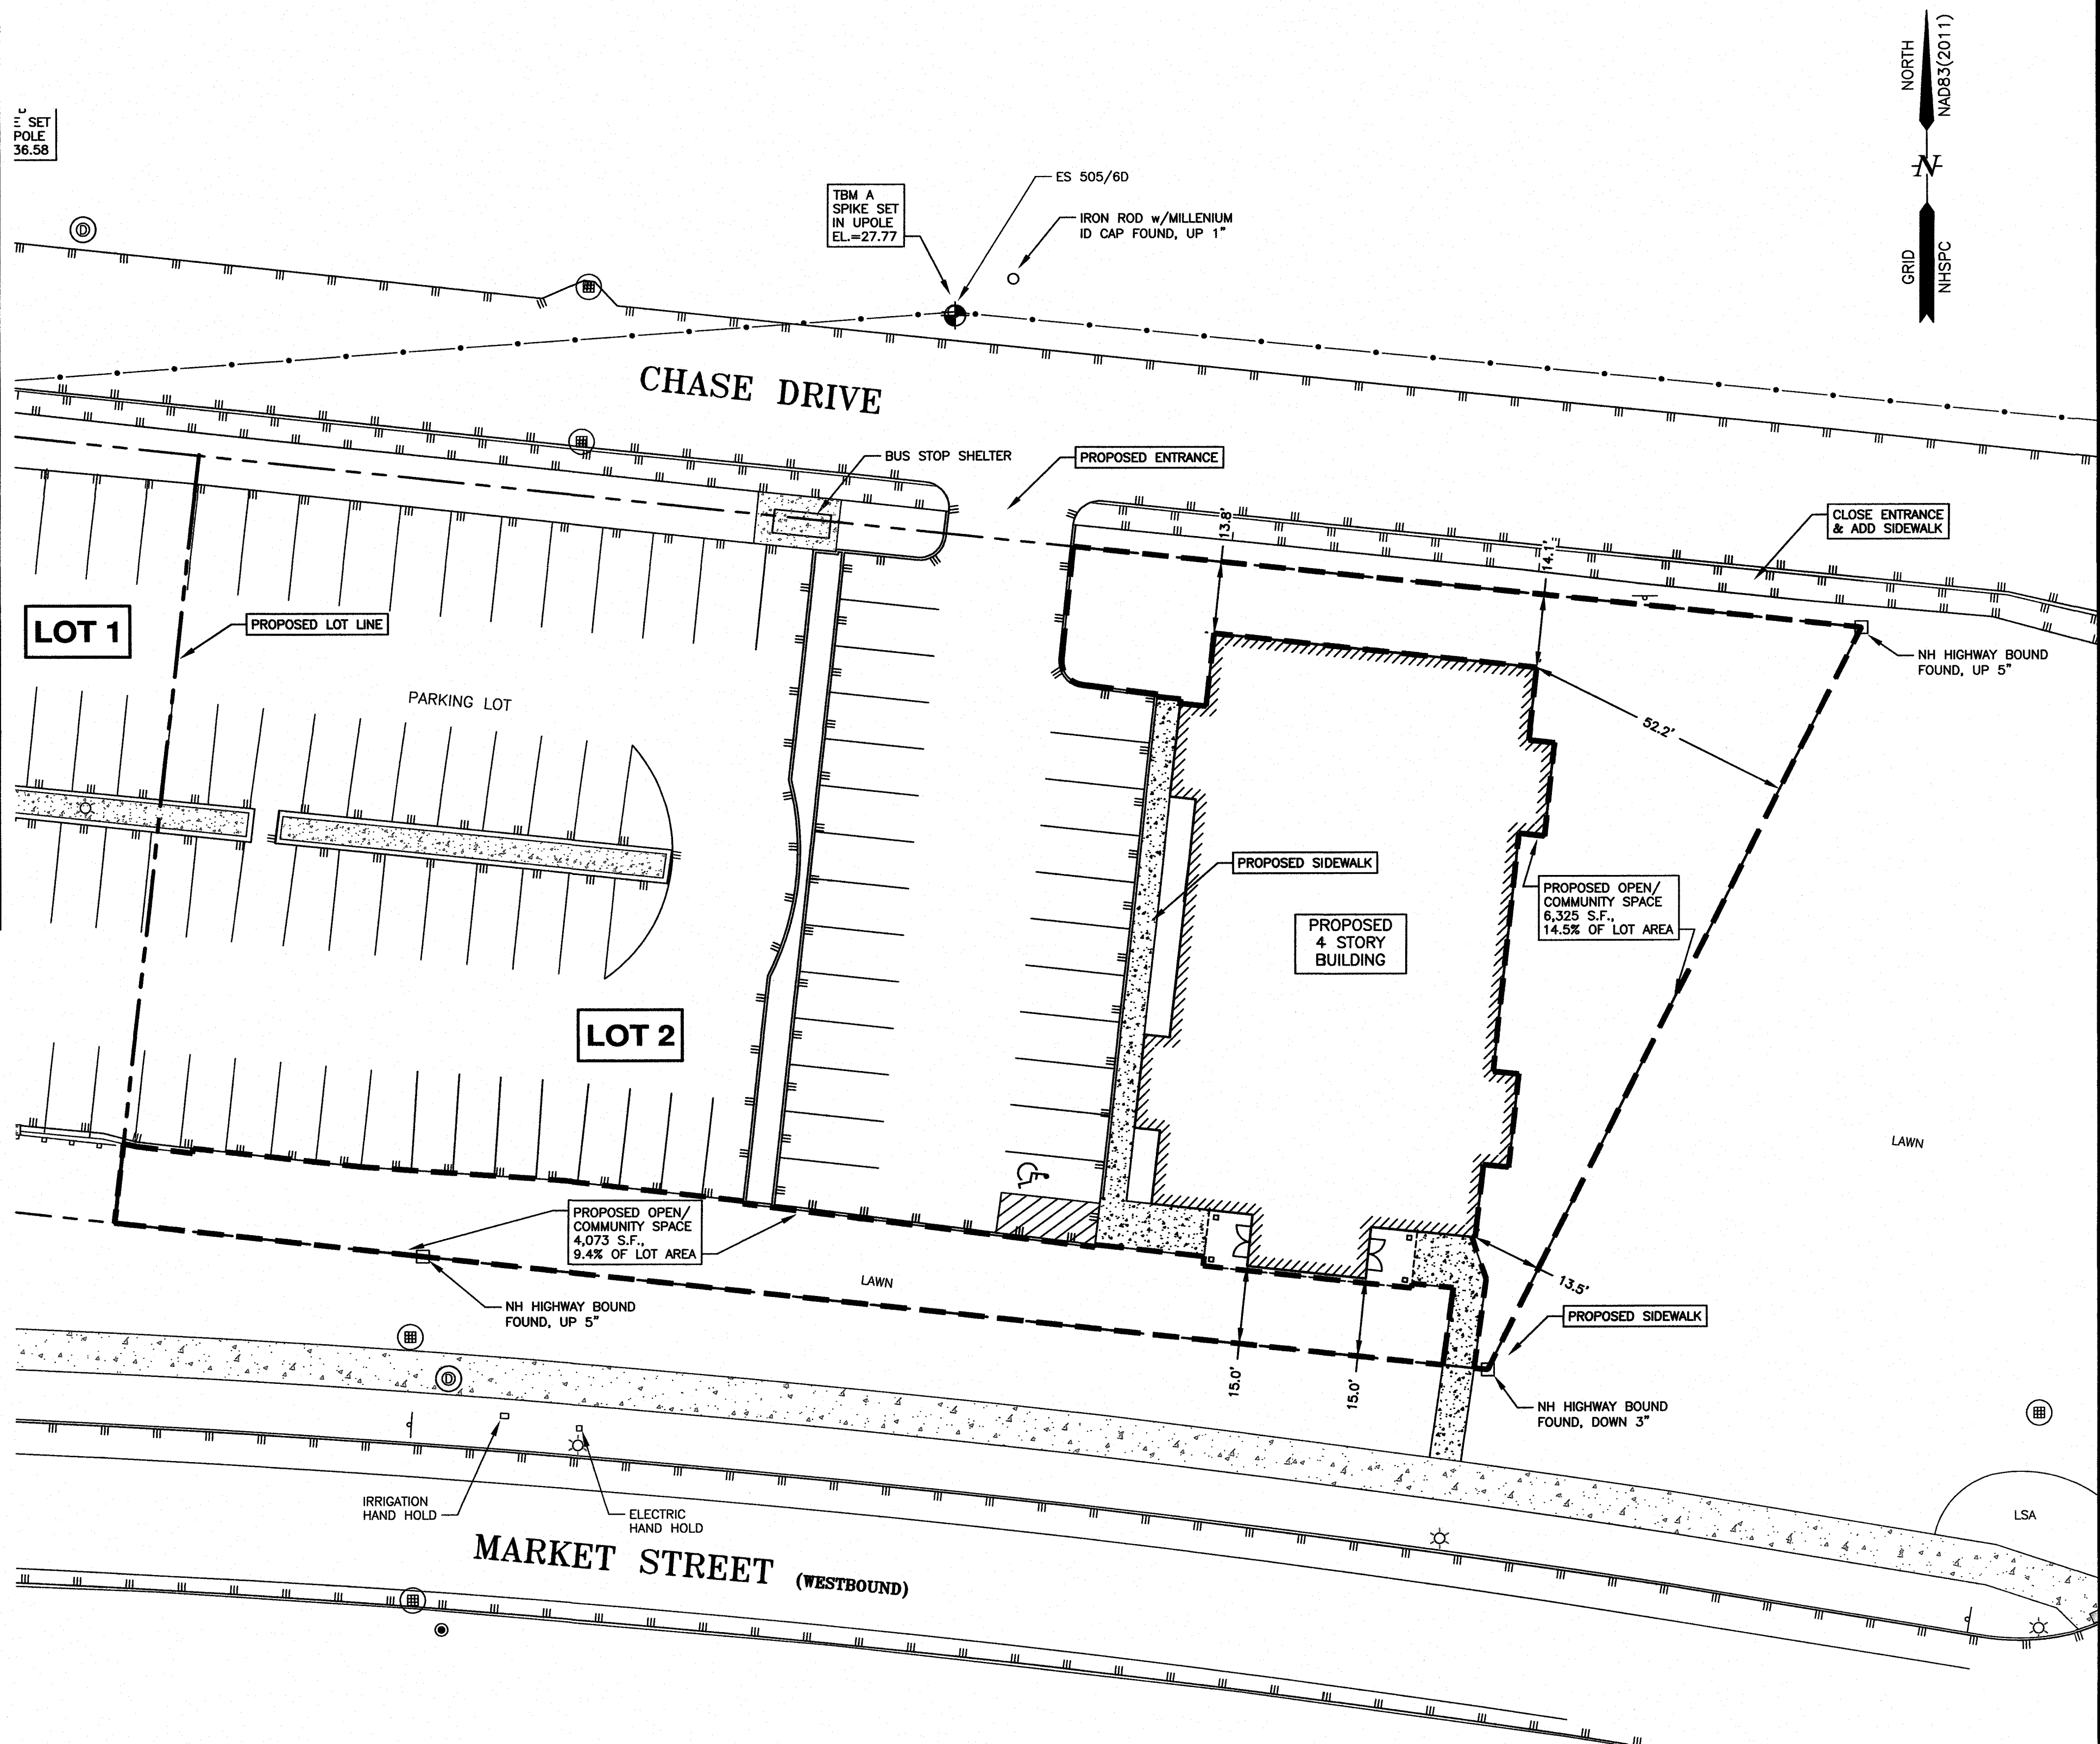 NORTH
NAD83(2011)
N
GRID
NHSPC
E SET
POLE
36.58
TBM A
SPIKE SET
IN UPOLE
EL.=27.77
ES 505/6D
IRON ROD w/MILLENIUM
ID CAP FOUND, UP 1"
D
CHASE DRIVE
BUS STOP SHELTER
PROPOSED ENTRANCE
CLOSE ENTRANCE
& ADD SIDEWALK
13.8'
14.1'
LOT 1
PROPOSED LOT LINE
NH HIGHWAY BOUND
FOUND, UP 5"
PARKING LOT
52.2'
PROPOSED SIDEWALK
PROPOSED OPEN/
COMMUNITY SPACE
6,325 S.F.,
14.5% OF LOT AREA
PROPOSED
4 STORY
BUILDING
LOT 2
LAWN
PROPOSED OPEN/
COMMUNITY SPACE
4,073 S.F.,
9.4% OF LOT AREA
LAWN
13.5'
NH HIGHWAY BOUND
FOUND, UP 5"
PROPOSED SIDEWALK
15.0'
15.0'
D
NH HIGHWAY BOUND
FOUND, DOWN 3"
IRRIGATION
HAND HOLD
ELECTRIC
HAND HOLD
LSA
MARKET STREET (WESTBOUND)